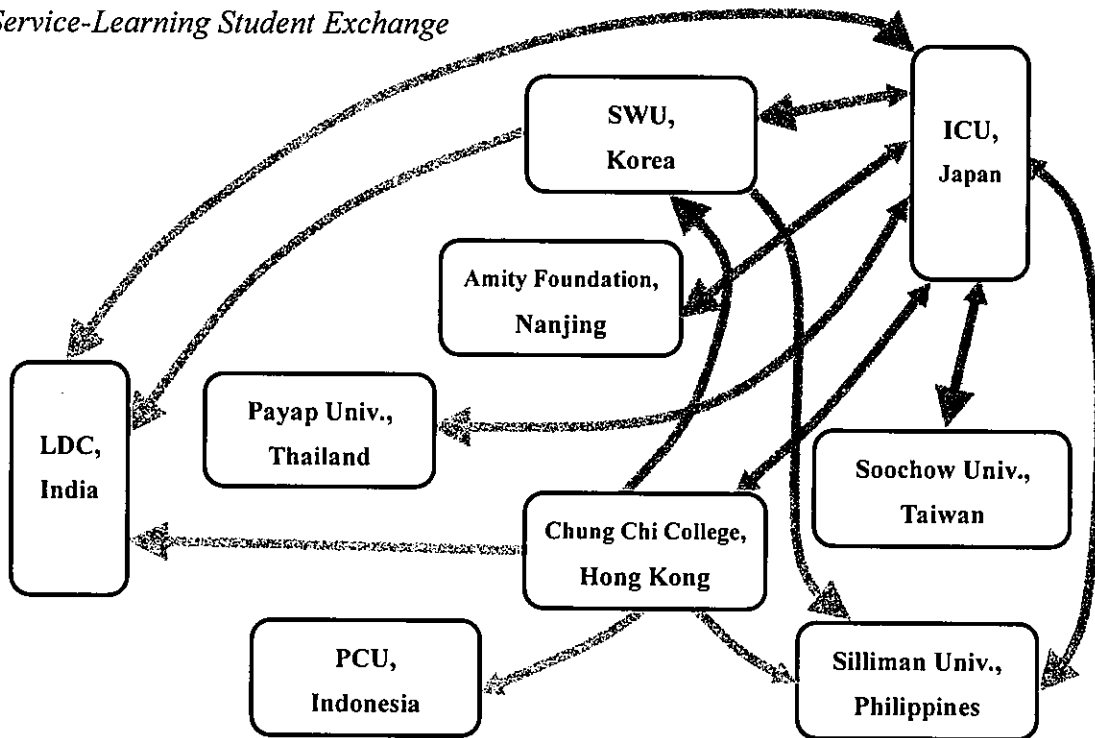 Service-Learning Student Exchange
SWU,
Korea
ICU,
Japan
Amity Foundation,
Nanjing
LDC,
India
Payap Univ.,
Thailand
Soochow Univ.,
Taiwan
Chung Chi College,
Hong Kong
PCU,
Indonesia
Silliman Univ.,
Philippines